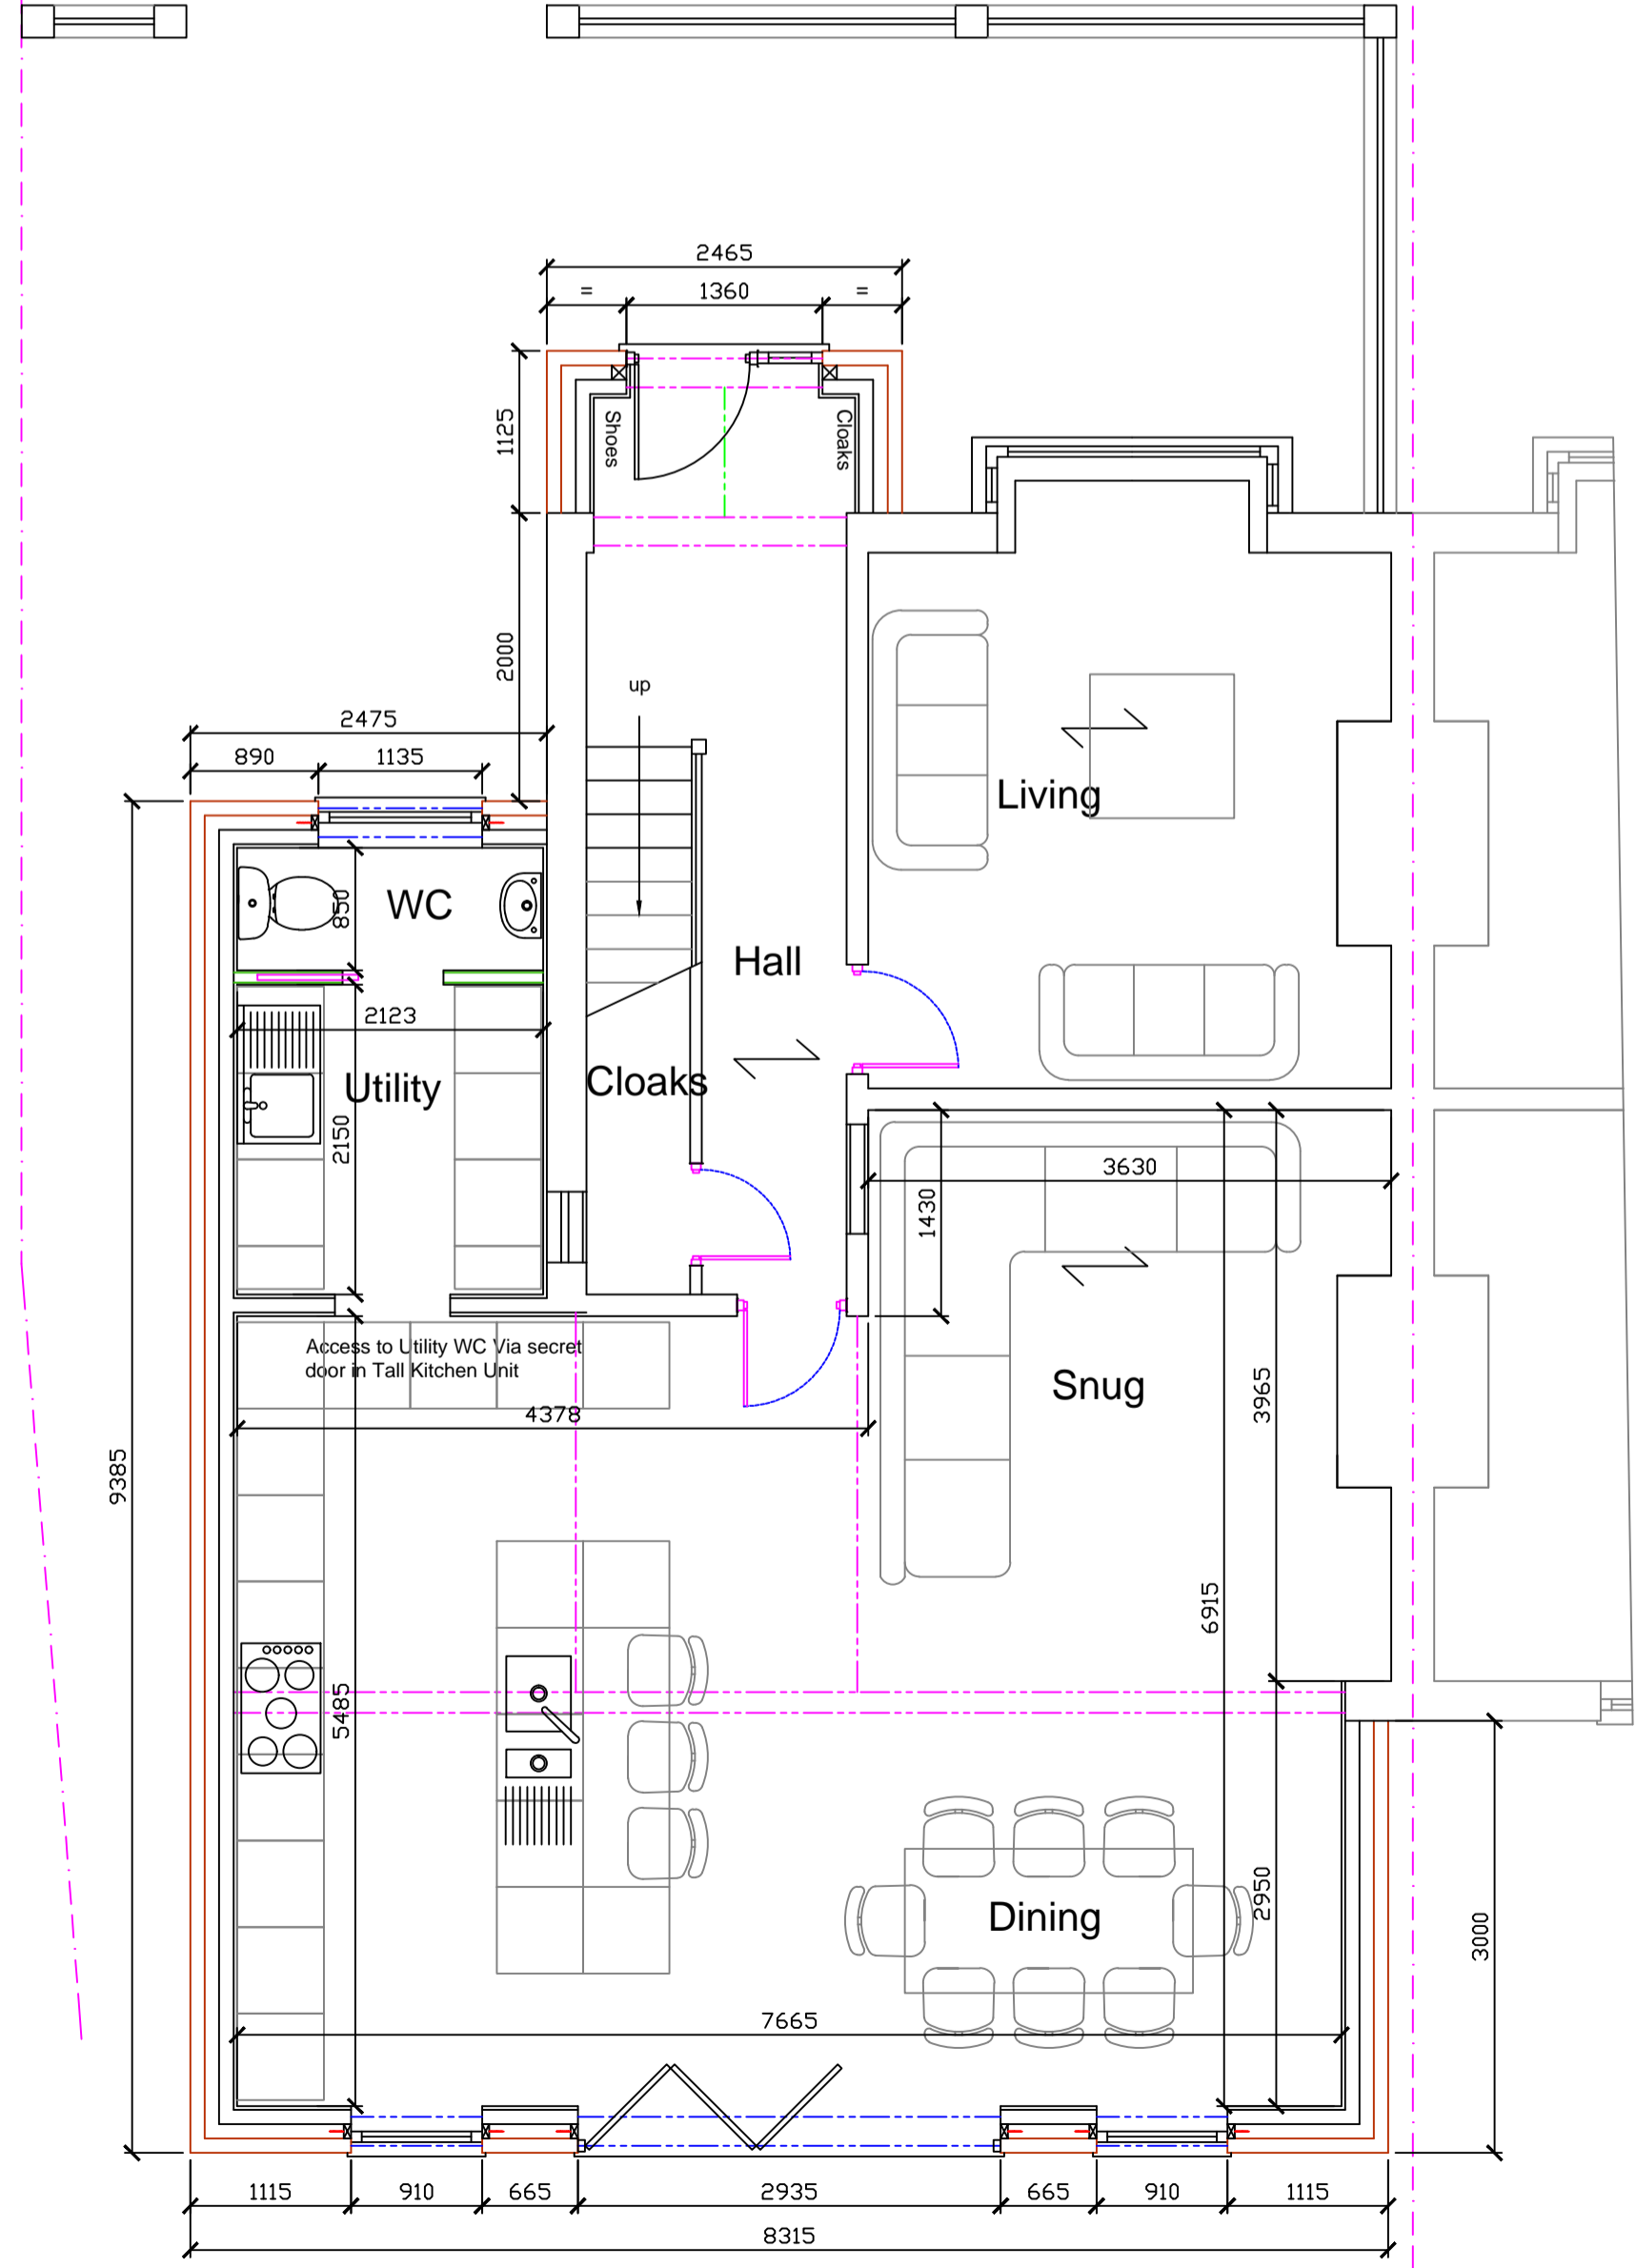 2465
= 1360 =
1125
Shoes
Cloaks
2000
up
2475
890 1135
Living
850
WC
Hall
2123
Utility
Cloaks
2150
3630
1430
Access to Utility WC Via secret
door in Tall Kitchen Unit
Snug
3965
4378
9385
6915
5485
2950
Dining
3000
7665
1115 910 665 2935 665 910 1115
8315